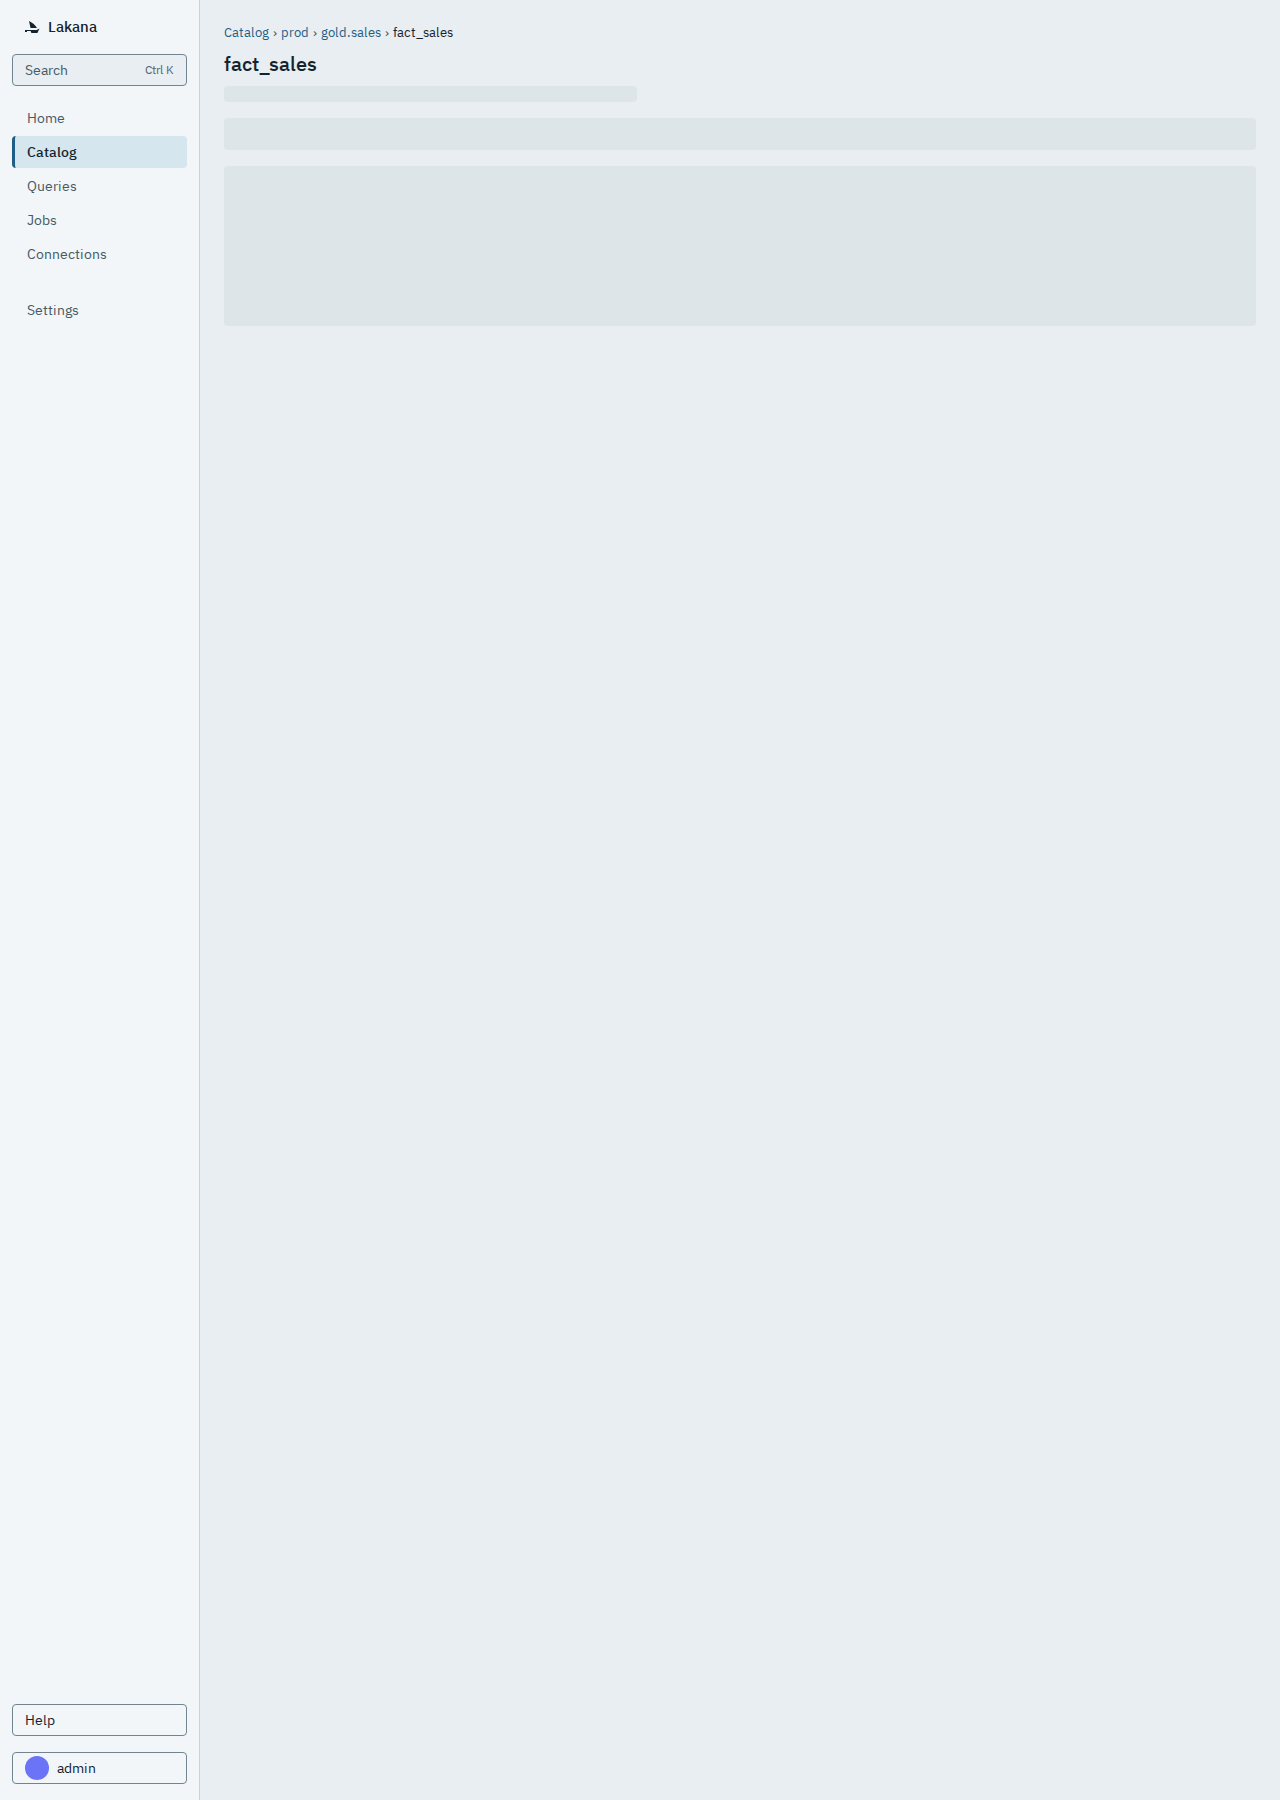 Lakana
Search Ctrl K
Home
Catalog
Queries
Jobs
Connections
Settings
Help
admin
Catalog › prod › gold.sales › fact_sales
fact_sales